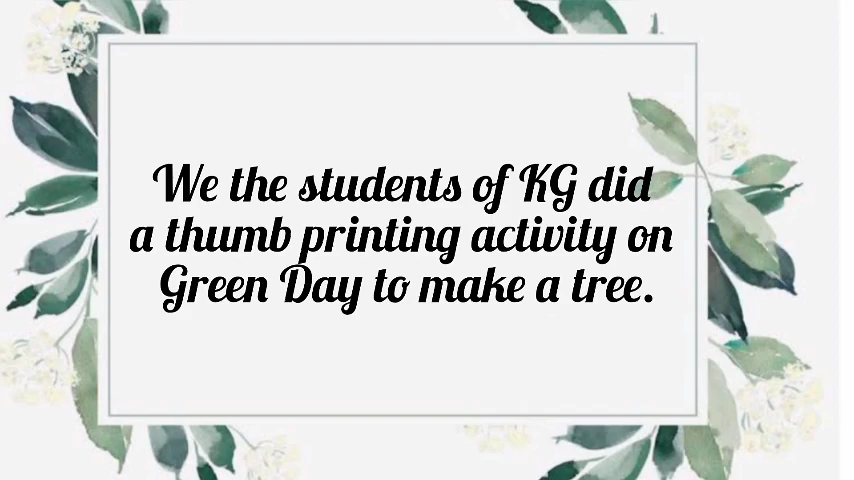 We the students of KG did
a thumb printing activity on
Green Day to make a tree.